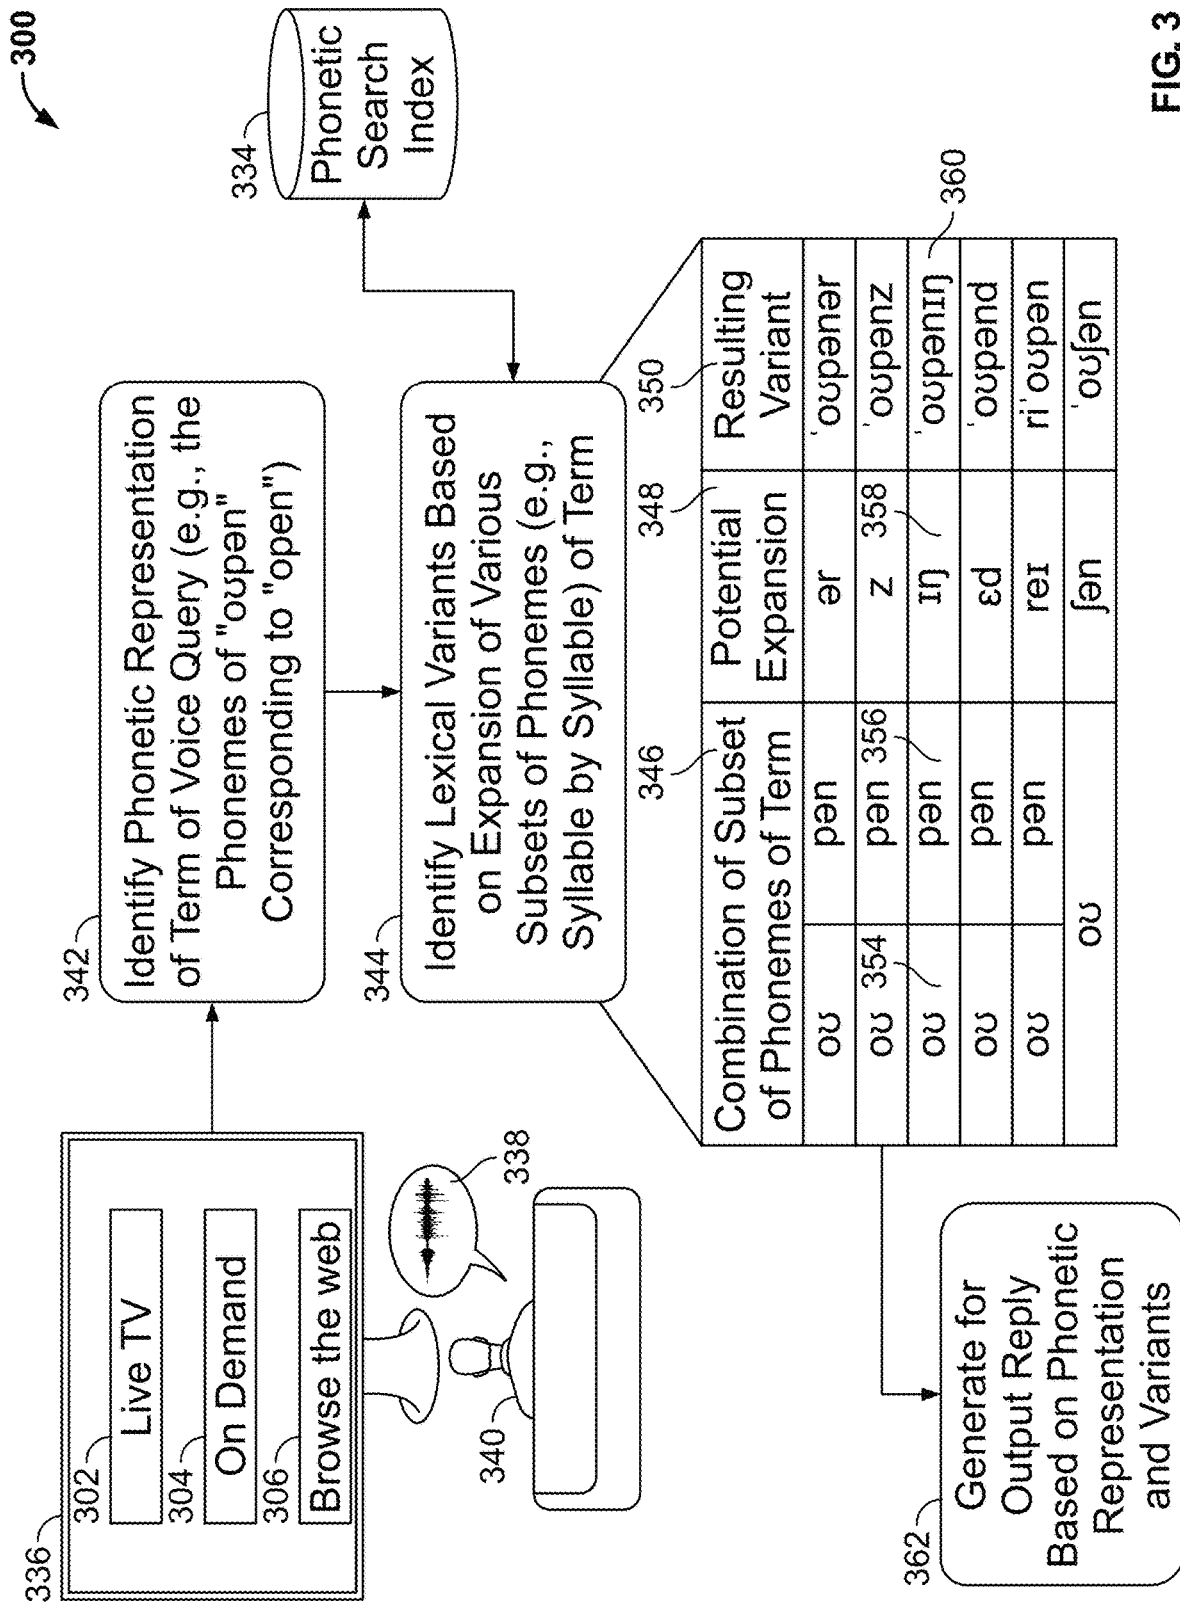 300
336
302
Live TV
304
On Demand
306
Browse the web
338
340
342
Identify Phonetic Representation
of Term of Voice Query (e.g., the
Phonemes of "oʊpən"
Corresponding to "open")
334
Phonetic
Search
Index
344
Identify Lexical Variants Based
on Expansion of Various
Subsets of Phonemes (e.g.,
Syllable by Syllable) of Term
346
348
350
Combination of Subset
of Phonemes of Term
Potential
Expansion
Resulting
Variant
oʊ pən ər ˈoʊpənər
oʊ 354 pən 356 z 358 ˈoʊpənz
oʊ pən ɪŋ ˈoʊpənɪŋ 360
oʊ pən ɛd ˈoʊpənd
oʊ pən reɪ riˈoʊpən
oʊ ʃən ˈoʊʃən
362
Generate for
Output Reply
Based on Phonetic
Representation
and Variants
FIG. 3